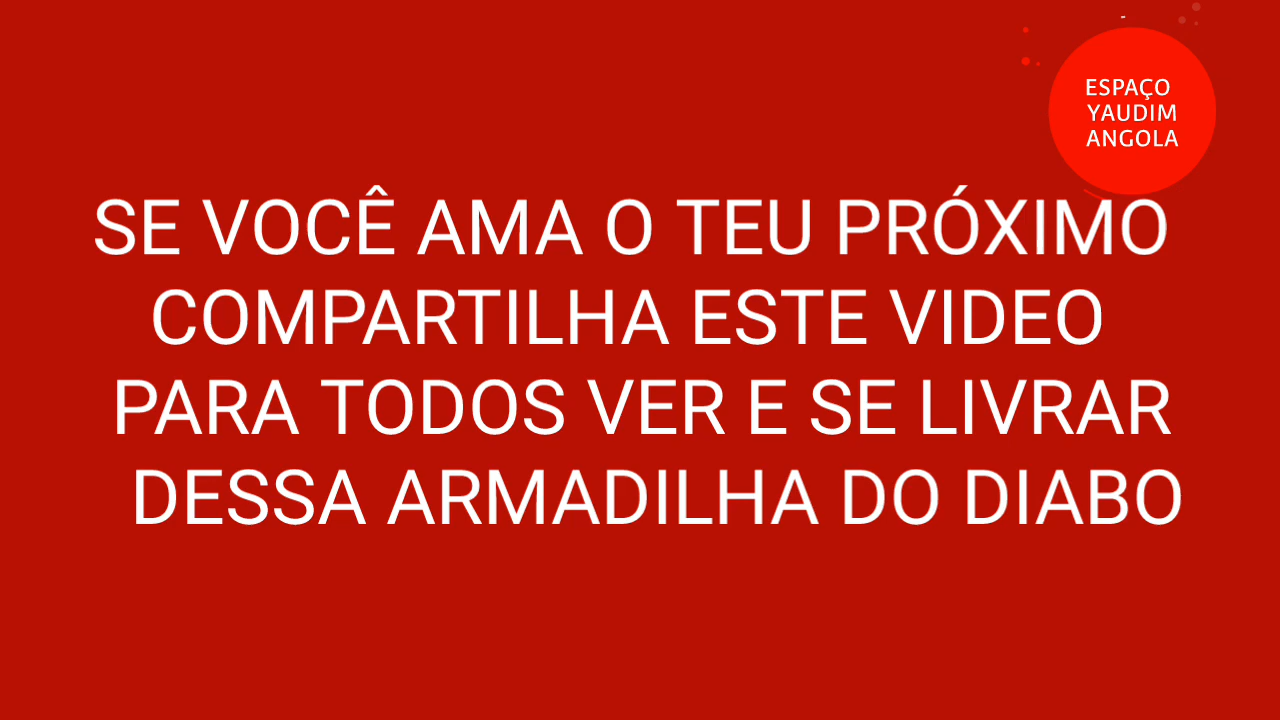 ESPAÇO
YAUDIM
ANGOLA
SE VOCÊ AMA O TEU PRÓXIMO
COMPARTILHA ESTE VIDEO
PARA TODOS VER E SE LIVRAR
DESSA ARMADILHA DO DIABO